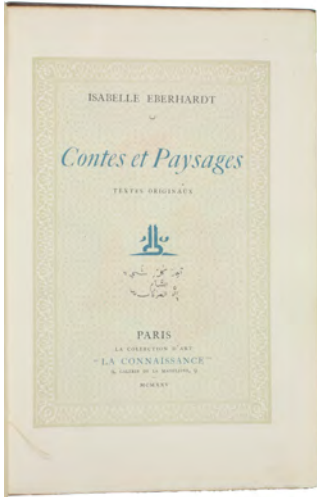 ISABELLE EBERHARDT
Contes et Paysages
TEXTES ORIGINAUX
PARIS
LA COLLECTION D'ART
"LA CONNAISSANCE"
9, GALERIE DE LA MADELEINE, 9
MCMXXV